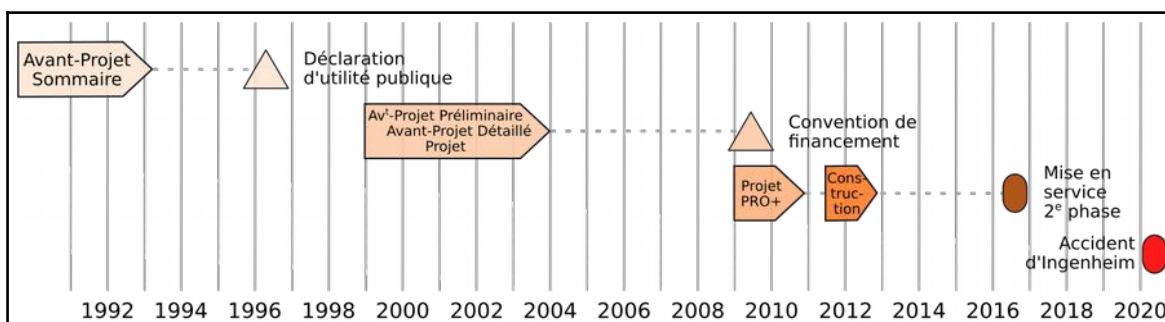 Avant-Projet
Sommaire
Déclaration
d'utilité publique
Avᵗ-Projet Préliminaire
Avant-Projet Détaillé
Projet
Convention de
financement
Projet
PRO+
Cons-
truc-
tion
Mise en
service
2ᵉ phase
Accident
d'Ingenheim
1992 1994 1996 1998 2000 2002 2004 2006 2008 2010 2012 2014 2016 2018 2020